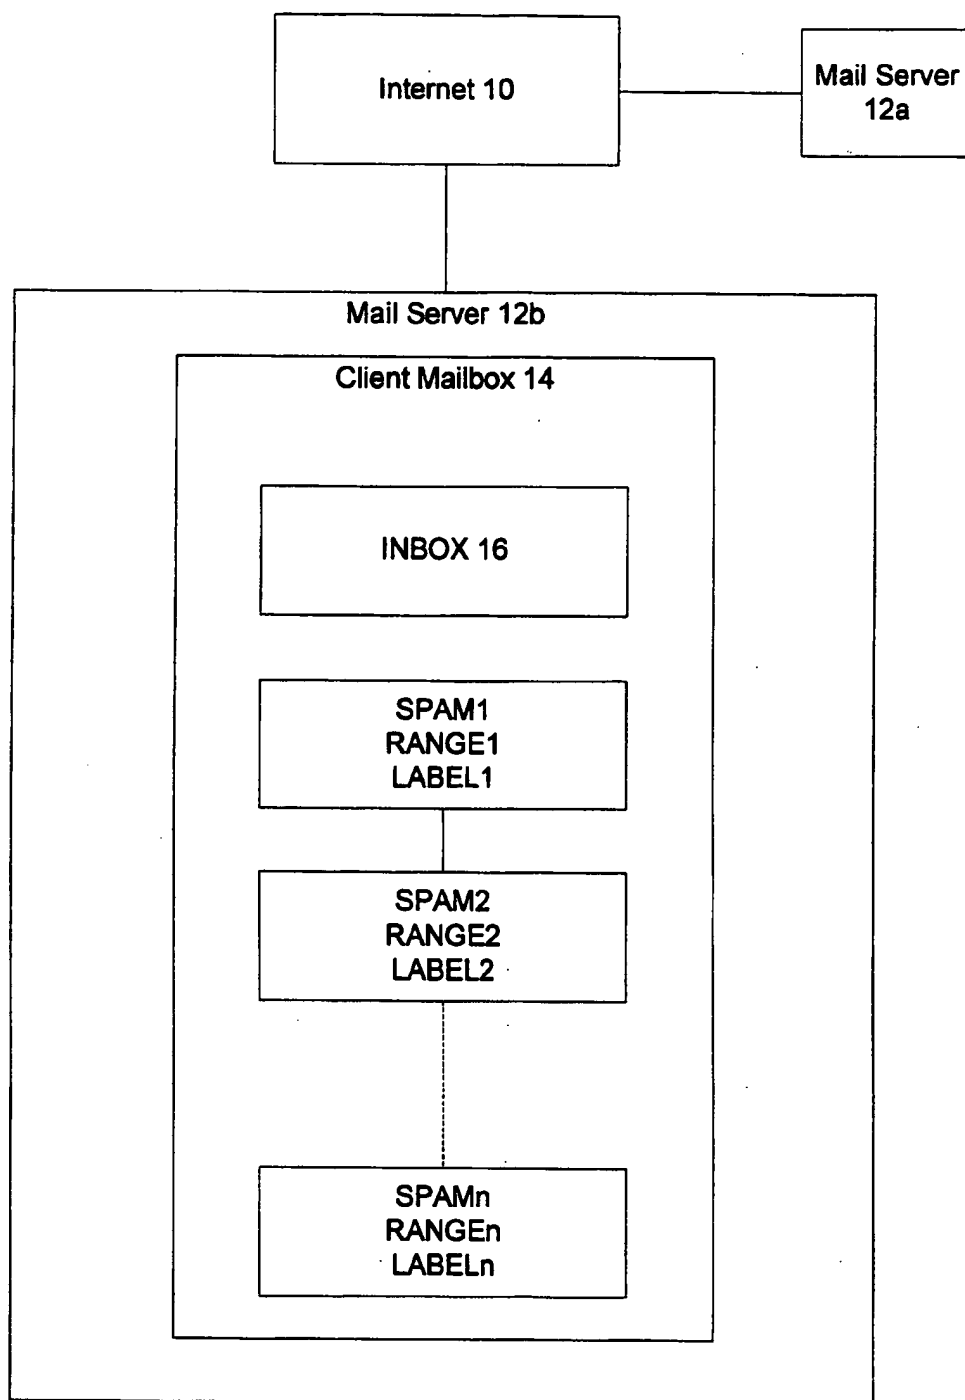 Internet 10
Mail Server
12a
Mail Server 12b
Client Mailbox 14
INBOX 16
SPAM1
RANGE1
LABEL1
SPAM2
RANGE2
LABEL2
SPAMn
RANGEn
LABELn